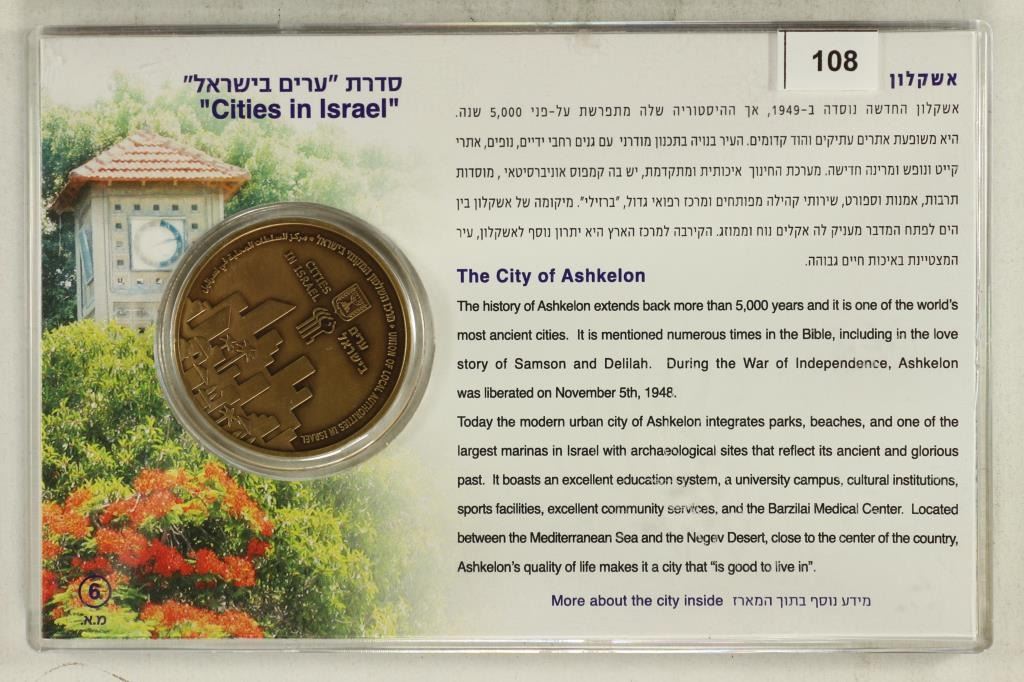 108
סדרת "ערים בישראל"
"Cities in Israel"
אשקלון
אשקלון החדשה נוסדה ב-1949, אך ההיסטוריה שלה מתפרשת על-פני 5,000 שנה.
היא משופעת אתרים עתיקים והוד קדומים. העיר בנויה בתכנון מודרני עם גנים רחבי ידיים, נופים, אתרי
קייט ונופש ומרינה חדישה. מערכת החינוך איכותית ומתקדמת, יש בה קמפוס אוניברסיטאי, מוסדות
תרבות, אמנות וספורט, שירותי קהילה מפותחים ומרכז רפואי גדול, "ברזילי". מיקומה של אשקלון בין
הים לפתח המדבר מעניק לה אקלים נוח וממוזג. הקירבה למרכז הארץ היא יתרון נוסף לאשקלון, עיר
המצטיינת באיכות חיים גבוהה.
The City of Ashkelon
The history of Ashkelon extends back more than 5,000 years and it is one of the world's
most ancient cities. It is mentioned numerous times in the Bible, including in the love
story of Samson and Delilah. During the War of Independence, Ashkelon
was liberated on November 5th, 1948.
Today the modern urban city of Ashkelon integrates parks, beaches, and one of the
largest marinas in Israel with archaeological sites that reflect its ancient and glorious
past. It boasts an excellent education system, a university campus, cultural institutions,
sports facilities, excellent community services, and the Barzilai Medical Center. Located
between the Mediterranean Sea and the Negev Desert, close to the center of the country,
Ashkelon's quality of life makes it a city that "is good to live in".
More about the city inside מידע נוסף בתוך המארז
CITIES
IN ISRAEL
ערים
בישראל
מרכז השלטון המקומי בישראל • UNION OF LOCAL AUTHORITIES IN ISRAEL
6
מ.א.